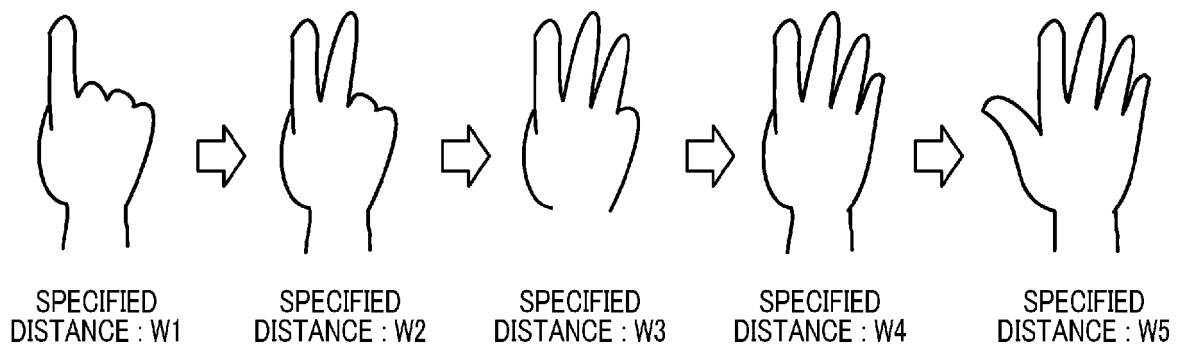 SPECIFIED
DISTANCE : W1
SPECIFIED
DISTANCE : W2
SPECIFIED
DISTANCE : W3
SPECIFIED
DISTANCE : W4
SPECIFIED
DISTANCE : W5